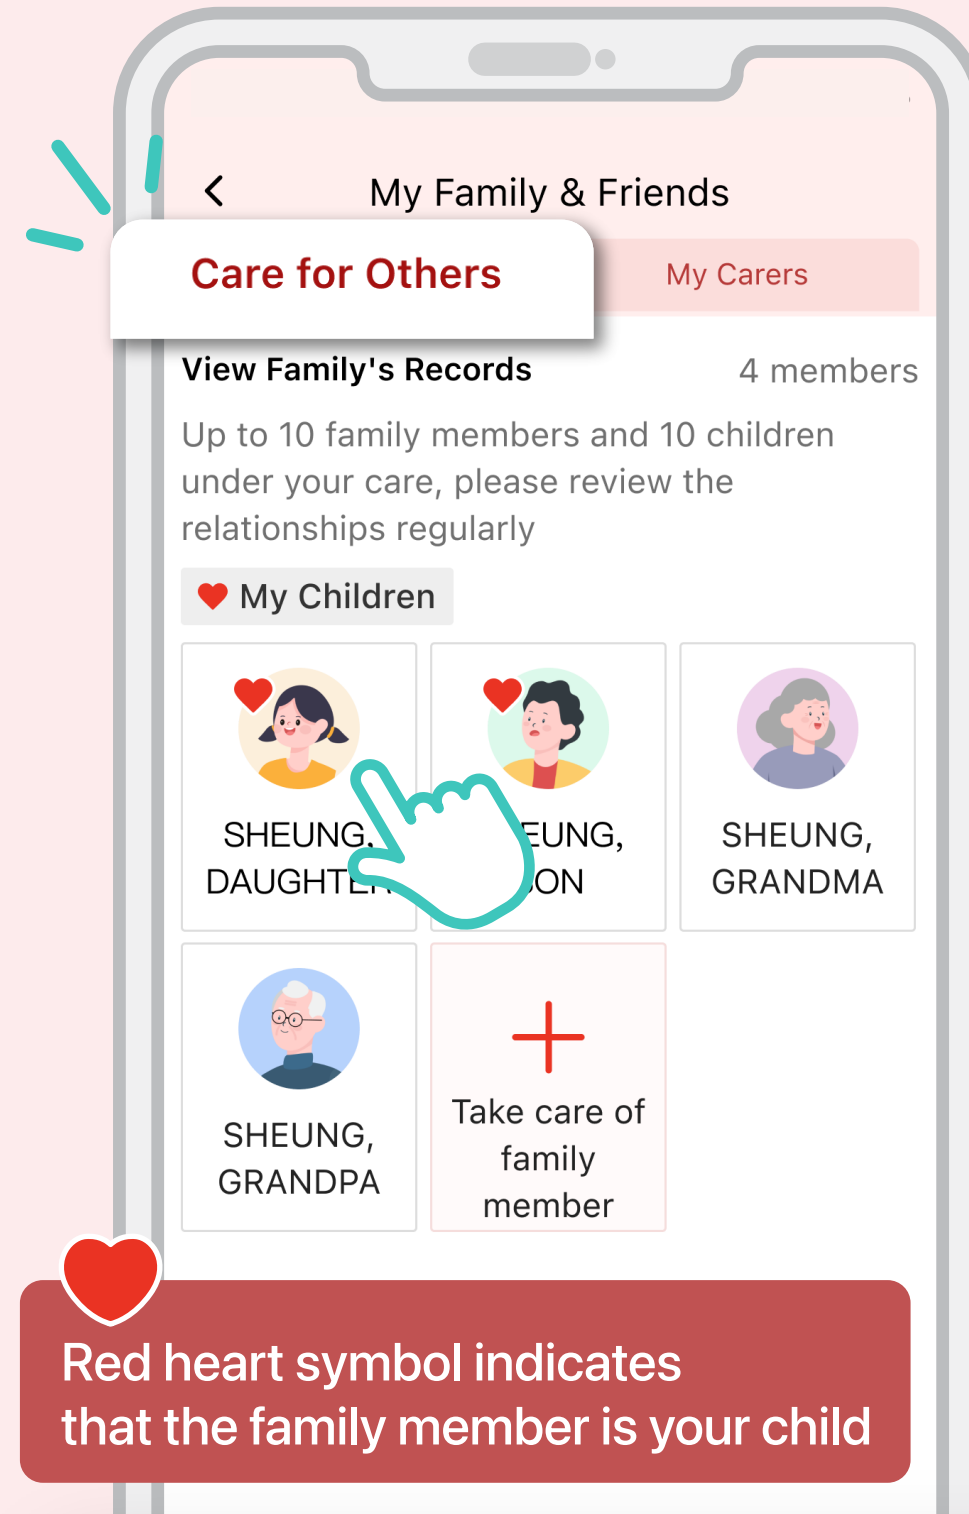 My Family & Friends
Care for Others
My Carers
View Family's Records
4 members
Up to 10 family members and 10 children
under your care, please review the
relationships regularly
My Children
SHEUNG,
DAUGHTER
EUNG,
ON
SHEUNG,
GRANDMA
SHEUNG,
GRANDPA
Take care of
family
member
Red heart symbol indicates
that the family member is your child